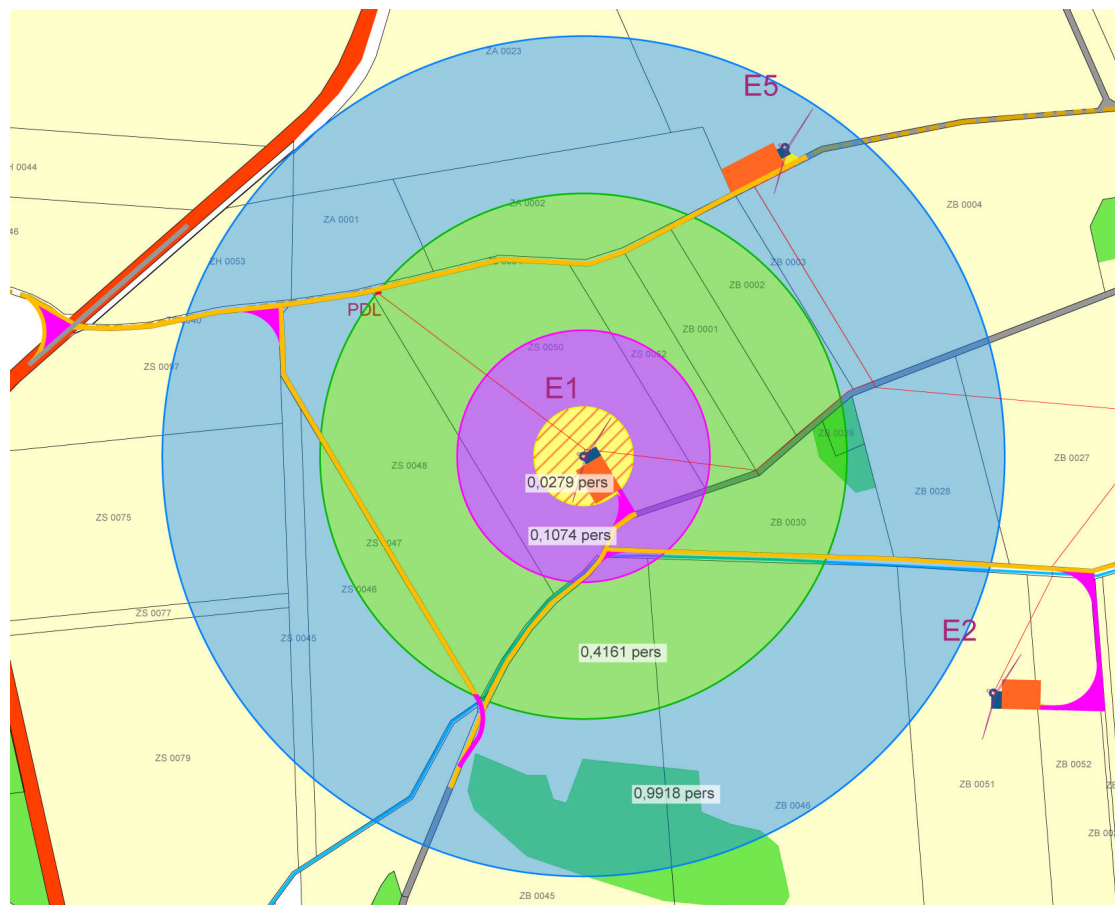 ZA 0023
E5
H 0044
ZA 0002
ZA 0001
ZB 0004
46
ZH 0053
ZB 0003
ZB 0002
PDL
ZB 0001
ZS 0050
ZS 0052
ZS 0097
E1
ZB 0029
ZS 0048
ZB 0027
0,0279 pers
ZB 0028
ZS 0075
ZB 0030
0,1074 pers
ZS 0047
ZS 0046
ZS 0077
ZS 0045
E2
0,4161 pers
ZS 0079
ZB 0052
ZB 0051
0,9918 pers
ZB 0046
ZB 0045